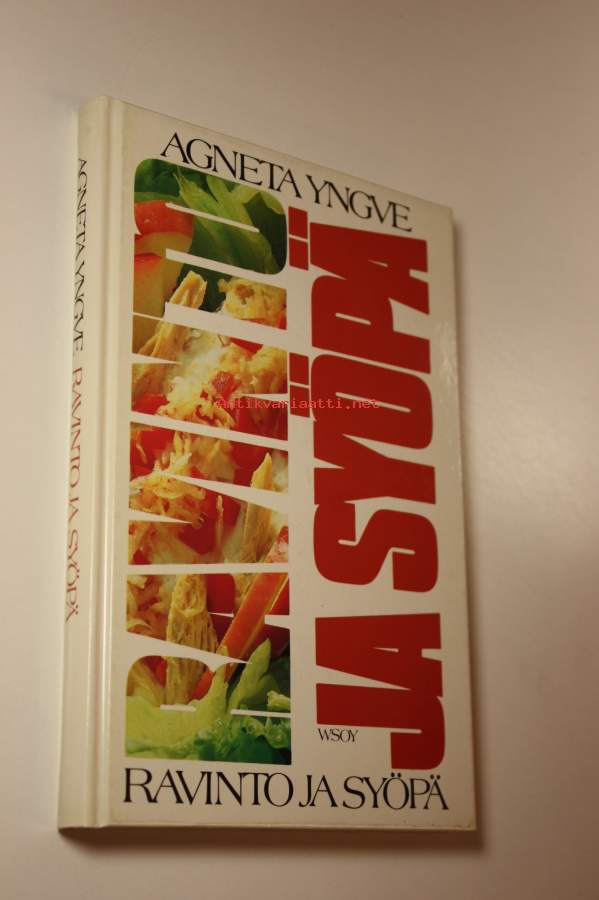 AGNETA YNGVE
RAVINTO
JA SYÖPÄ
WSOY
RAVINTO JA SYÖPÄ
AGNETA YNGVE RAVINTO JA SYÖPÄ
antikvariaatti.net